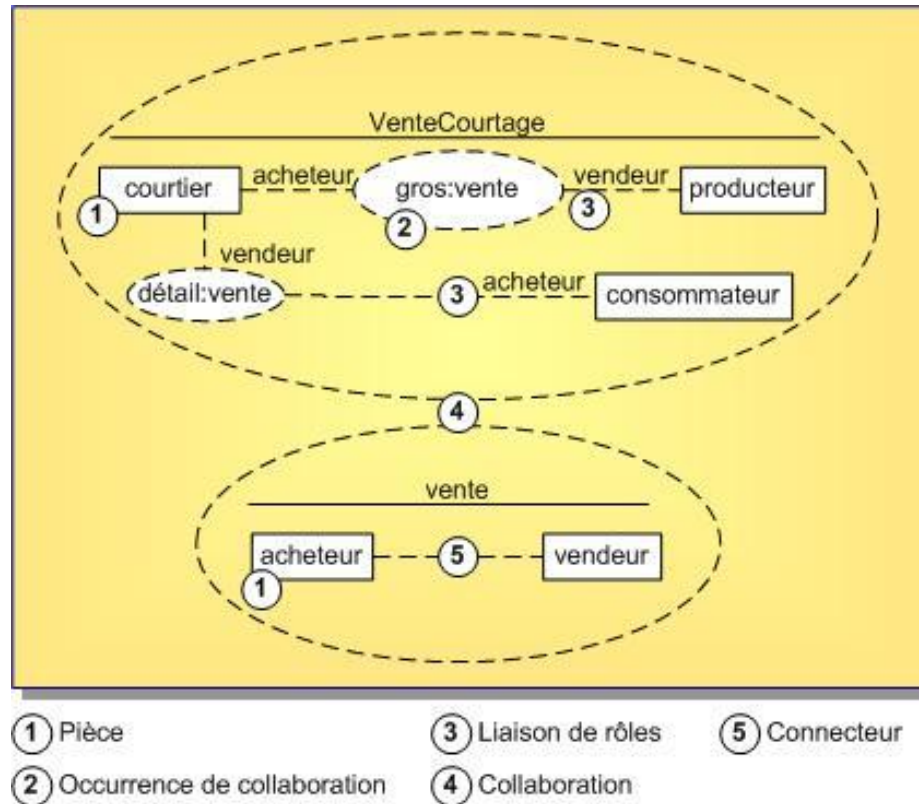 VenteCourtage
courtier
acheteur
gros:vente
vendeur
producteur
1
2
3
vendeur
détail:vente
3
acheteur
consommateur
4
vente
acheteur
5
vendeur
1
1 Pièce
3 Liaison de rôles
5 Connecteur
2 Occurrence de collaboration
4 Collaboration